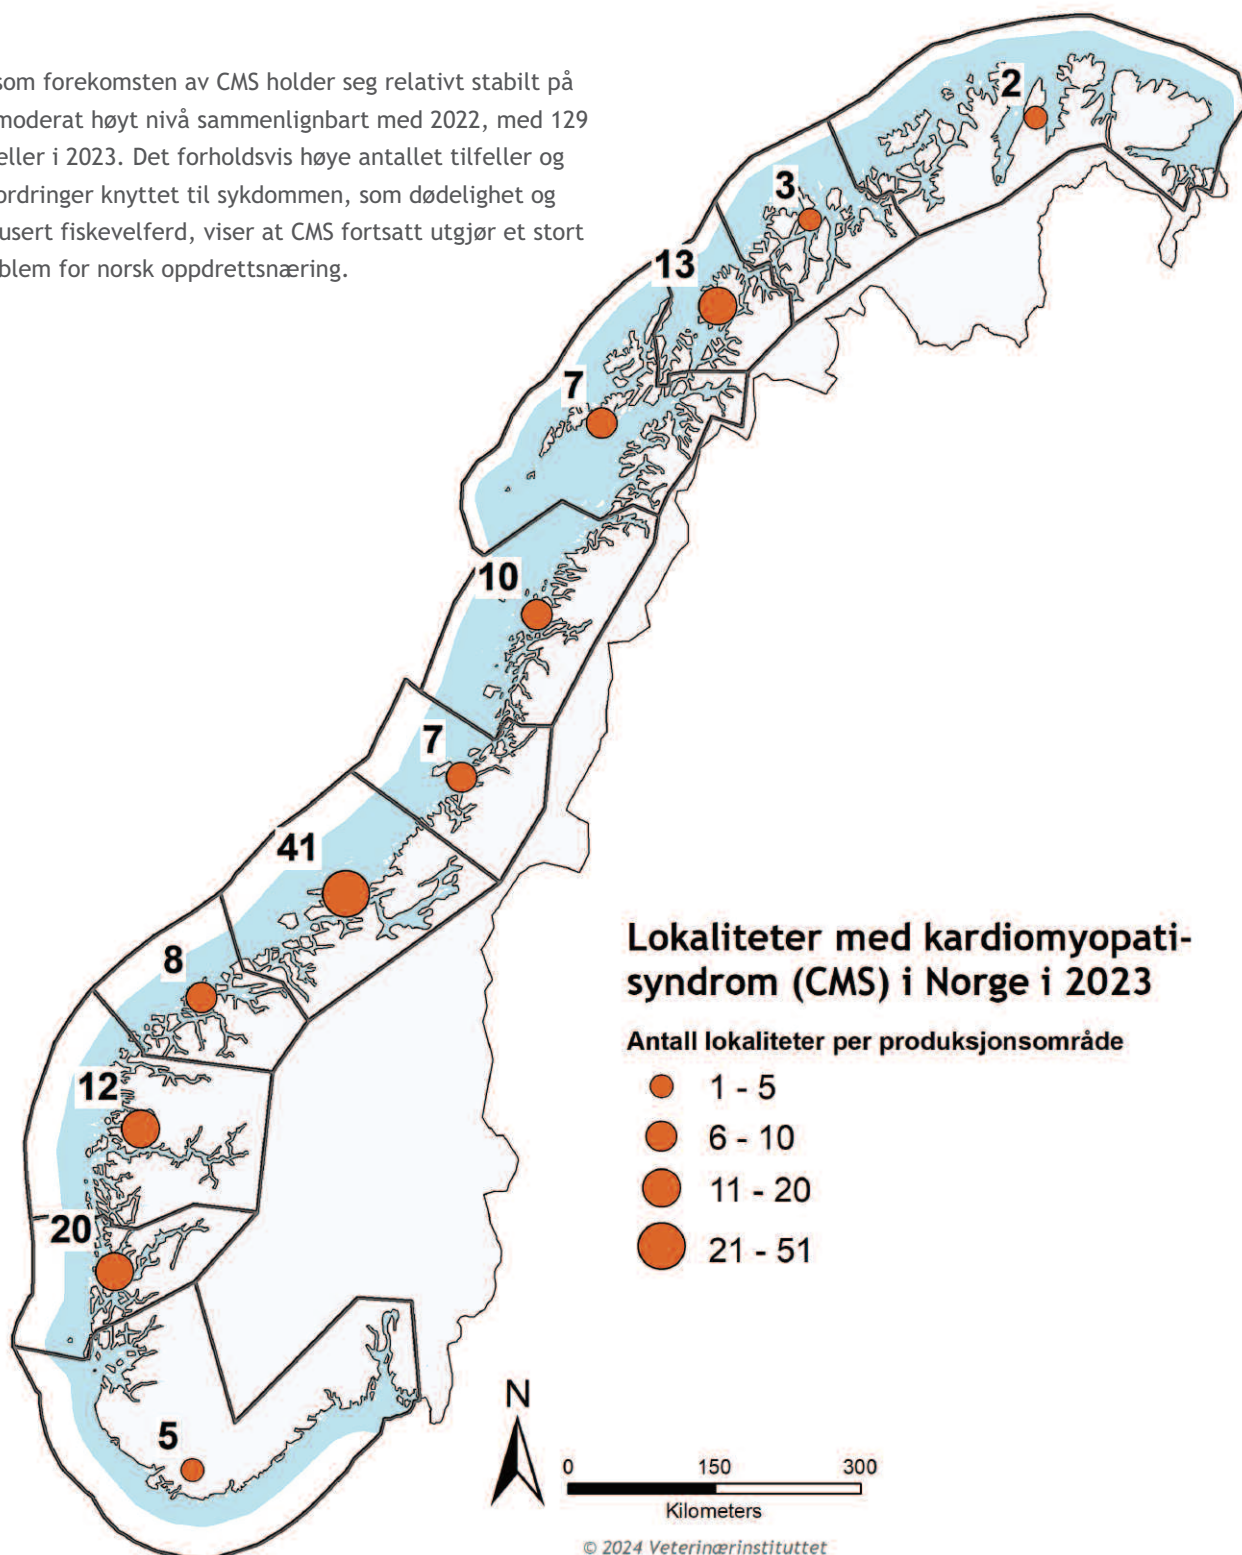 som forekomsten av CMS holder seg relativt stabilt på
moderat høyt nivå sammenlignbart med 2022, med 129
eller i 2023. Det forholdsvis høye antallet tilfeller og
ordringer knyttet til sykdommen, som dødelighet og
usert fiskevelferd, viser at CMS fortsatt utgjør et stort
blem for norsk oppdrettsnæring.
2
3
13
7
10
7
41
8
12
20
5
Lokaliteter med kardiomyopati-
syndrom (CMS) i Norge i 2023
Antall lokaliteter per produksjonsområde
1 - 5
6 - 10
11 - 20
21 - 51
N
0 150 300
Kilometers
© 2024 Veterinærinstituttet